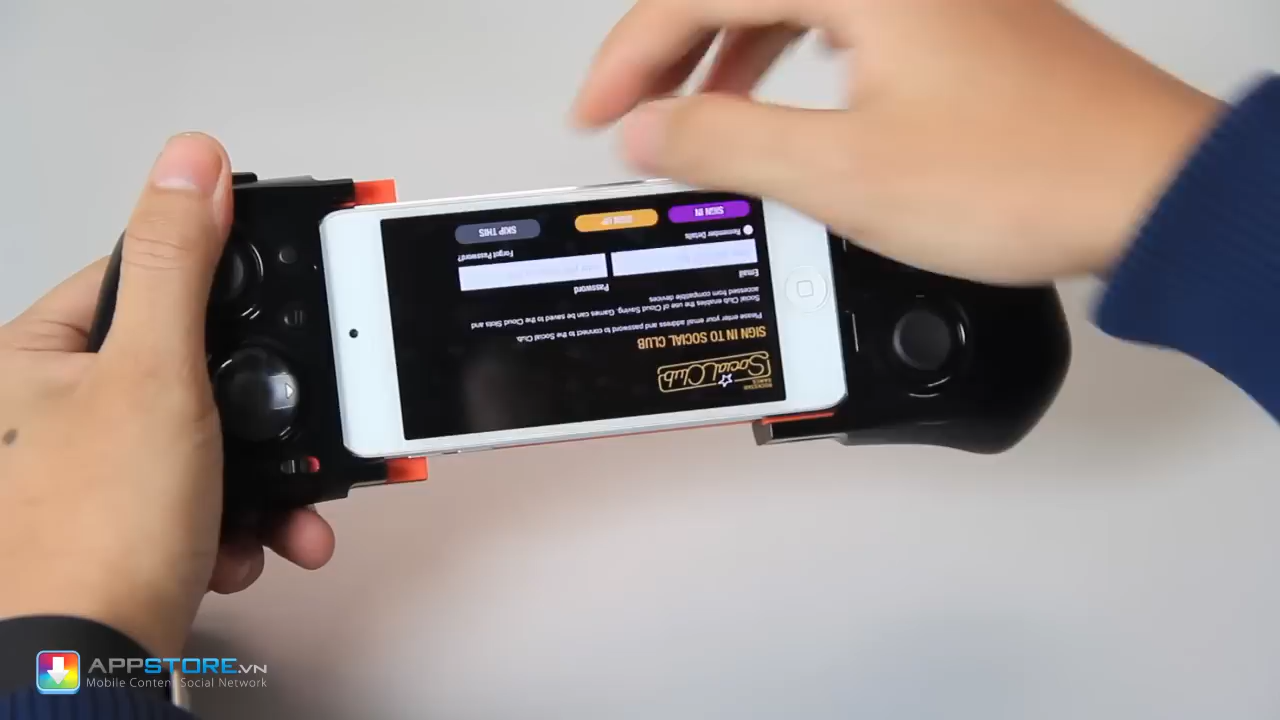 ROCKSTAR GAMES
Social Club
SIGN IN TO SOCIAL CLUB
Please enter your email address and password to connect to the Social Club.
Social Club enables the use of Cloud Saving. Games can be saved to the Cloud Slots and
accessed from compatible devices
Email Password
Remember Details Forgot Password?
SIGN IN SIGN UP SKIP THIS
APPSTORE.VN
Mobile Content Social Network